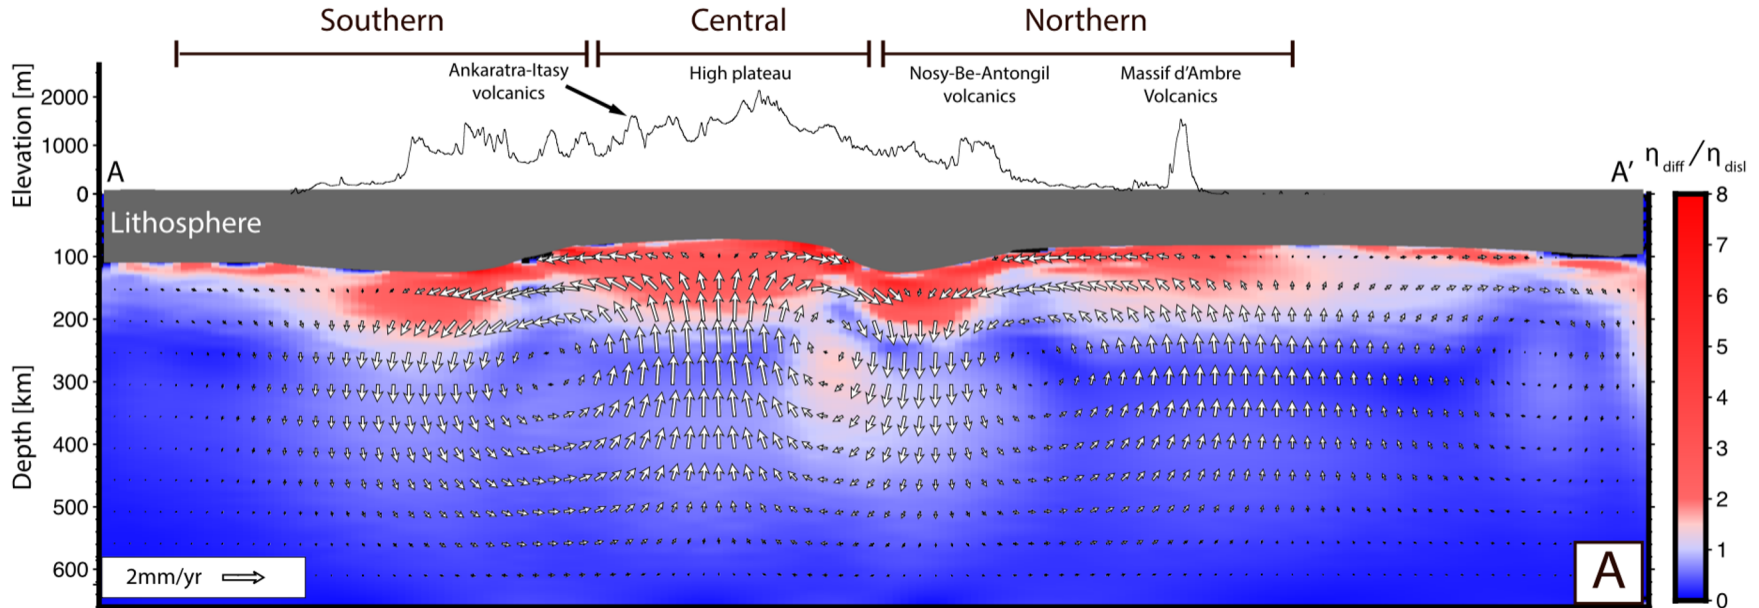 Southern
Central
Northern
Ankaratra-Itasy
volcanics
High plateau
Nosy-Be-Antongil
volcanics
Massif d'Ambre
Volcanics
Elevation [m]
2000
1000
0
A
A'
η diff / η disl
Lithosphere
Depth [km]
100
200
300
400
500
600
8
7
6
5
4
3
2
1
0
2mm/yr
A